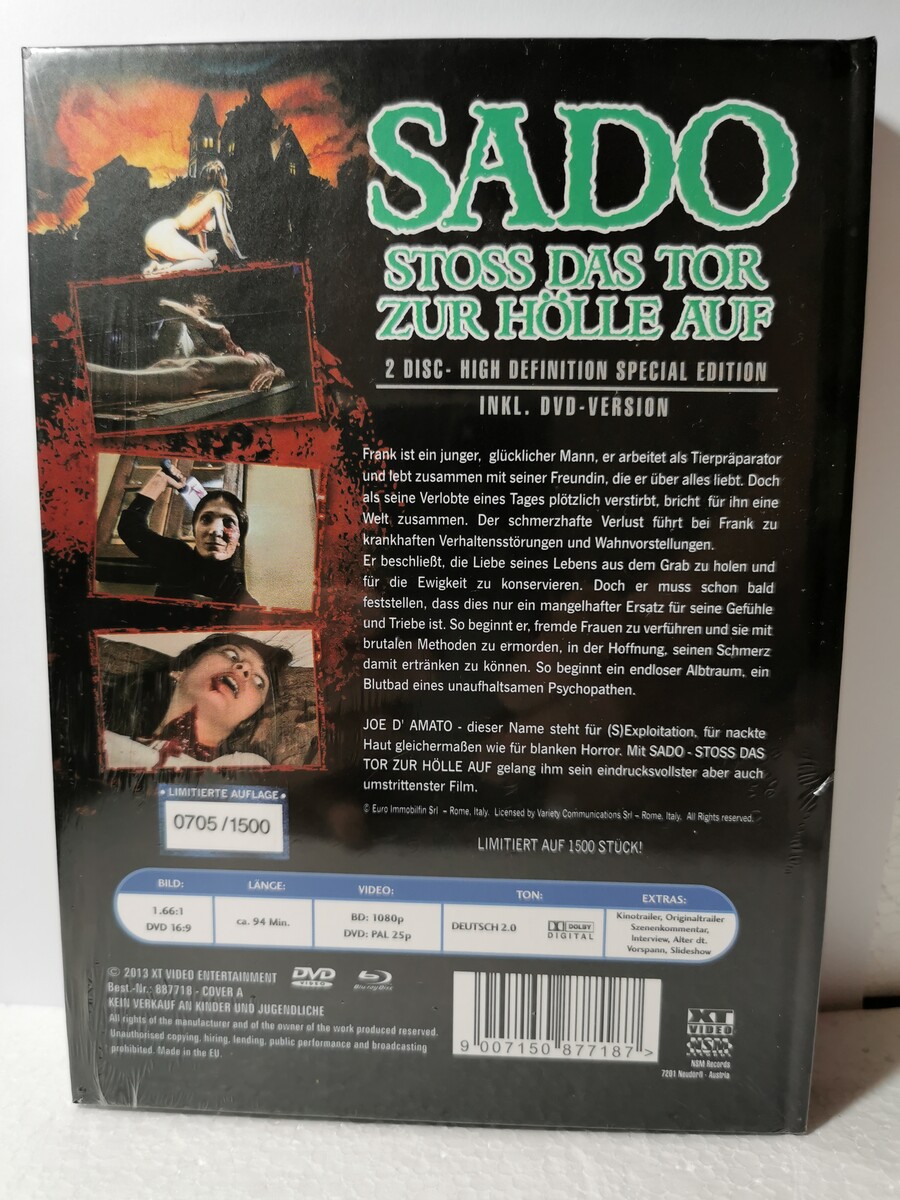 SADO
STOSS DAS TOR
ZUR HÖLLE AUF
2 DISC- HIGH DEFINITION SPECIAL EDITION
INKL. DVD-VERSION
Frank ist ein junger, glücklicher Mann, er arbeitet als Tierpräparator
und lebt zusammen mit seiner Freundin, die er über alles liebt. Doch
als seine Verlobte eines Tages plötzlich verstirbt, bricht für ihn eine
Welt zusammen. Der schmerzhafte Verlust führt bei Frank zu
krankhaften Verhaltensstörungen und Wahnvorstellungen.
Er beschließt, die Liebe seines Lebens aus dem Grab zu holen und
für die Ewigkeit zu konservieren. Doch er muss schon bald
feststellen, dass dies nur ein mangelhafter Ersatz für seine Gefühle
und Triebe ist. So beginnt er, fremde Frauen zu verführen und sie mit
brutalen Methoden zu ermorden, in der Hoffnung, seinen Schmerz
damit ertränken zu können. So beginnt ein endloser Albtraum, ein
Blutbad eines unaufhaltsamen Psychopathen.
JOE D' AMATO - dieser Name steht für (S)Exploitation, für nackte
Haut gleichermaßen wie für blanken Horror. Mit SADO - STOSS DAS
TOR ZUR HÖLLE AUF gelang ihm sein eindrucksvollster aber auch
umstrittenster Film.
© Euro Immobilfin Srl – Rome, Italy. Licensed by Variety Communications Srl – Rome, Italy. All Rights reserved.
LIMITIERT AUF 1500 STÜCK!
LIMITIERTE AUFLAGE
0705 /1500
BILD:
1.66:1
DVD 16:9
LÄNGE:
ca. 94 Min.
VIDEO:
BD: 1080p
DVD: PAL 25p
TON:
DEUTSCH 2.0
DOLBY
DIGITAL
EXTRAS:
Kinotrailer, Originaltrailer
Szenenkommentar,
Interview, Alter dt.
Vorspann, Slideshow
© 2013 XT VIDEO ENTERTAINMENT
Best.-Nr.: 887718 - COVER A
KEIN VERKAUF AN KINDER UND JUGENDLICHE
All rights of the manufacturer and of the owner of the work produced reserved.
Unauthorised copying, hiring, lending, public performance and broadcasting
prohibited. Made in the EU.
DVD
VIDEO
Blu-ray Disc
9 007150 877187 >
XT
VIDEO
NSM
NSM Records
7201 Neudörfl - Austria